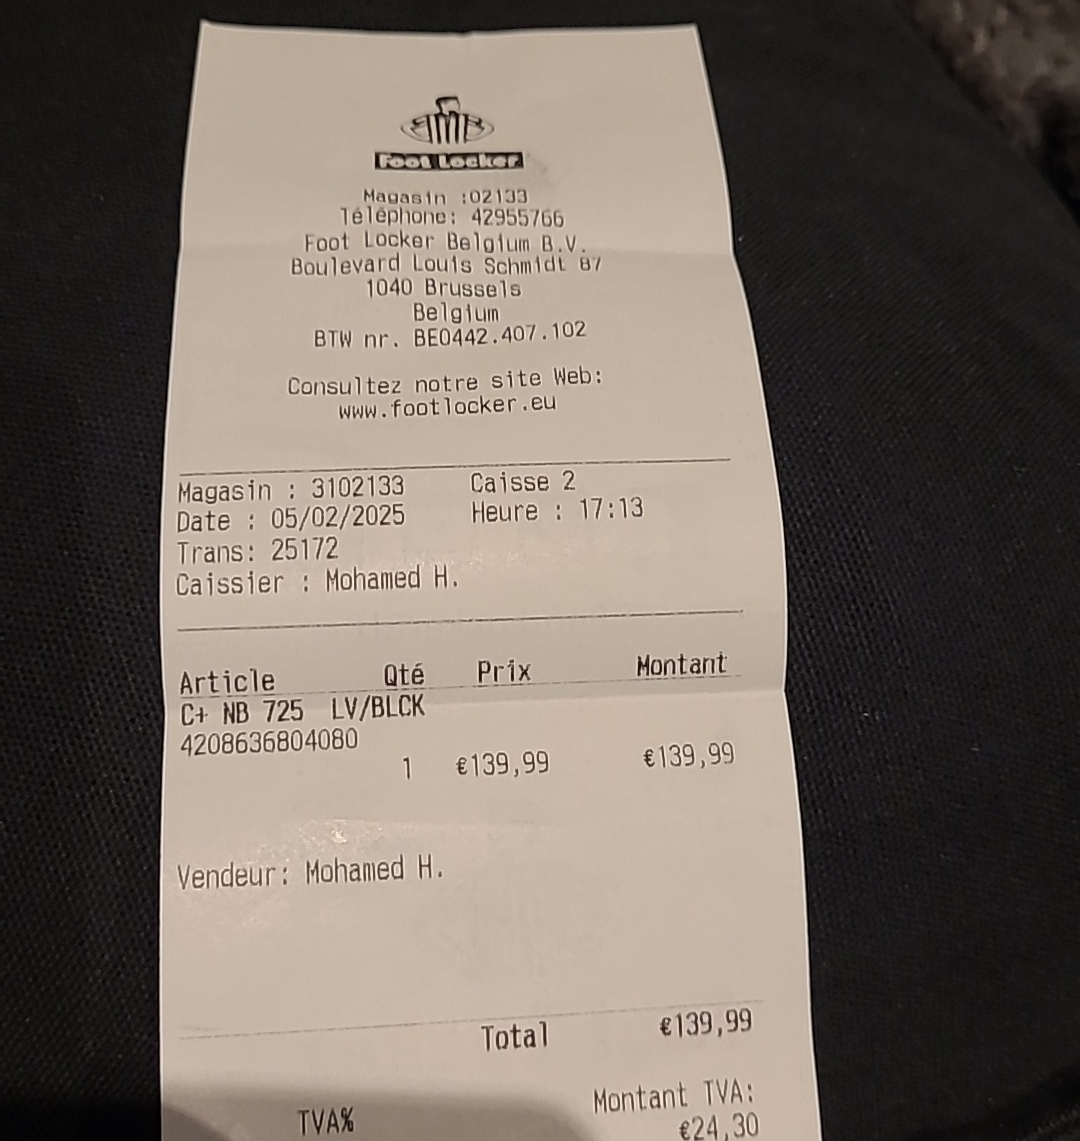 Foot Locker
Magasin :02133
Téléphone: 42955766
Foot Locker Belgium B.V.
Boulevard Louis Schmidt 87
1040 Brussels
Belgium
BTW nr. BE0442.407.102
Consultez notre site Web:
www.footlocker.eu
Magasin : 3102133 Caisse 2
Date : 05/02/2025 Heure : 17:13
Trans: 25172
Caissier : Mohamed H.
Article Qté Prix Montant
C+ NB 725 LV/BLCK
4208636804080
1 €139,99 €139,99
Vendeur: Mohamed H.
Total €139,99
Montant TVA:
TVA% €24,30